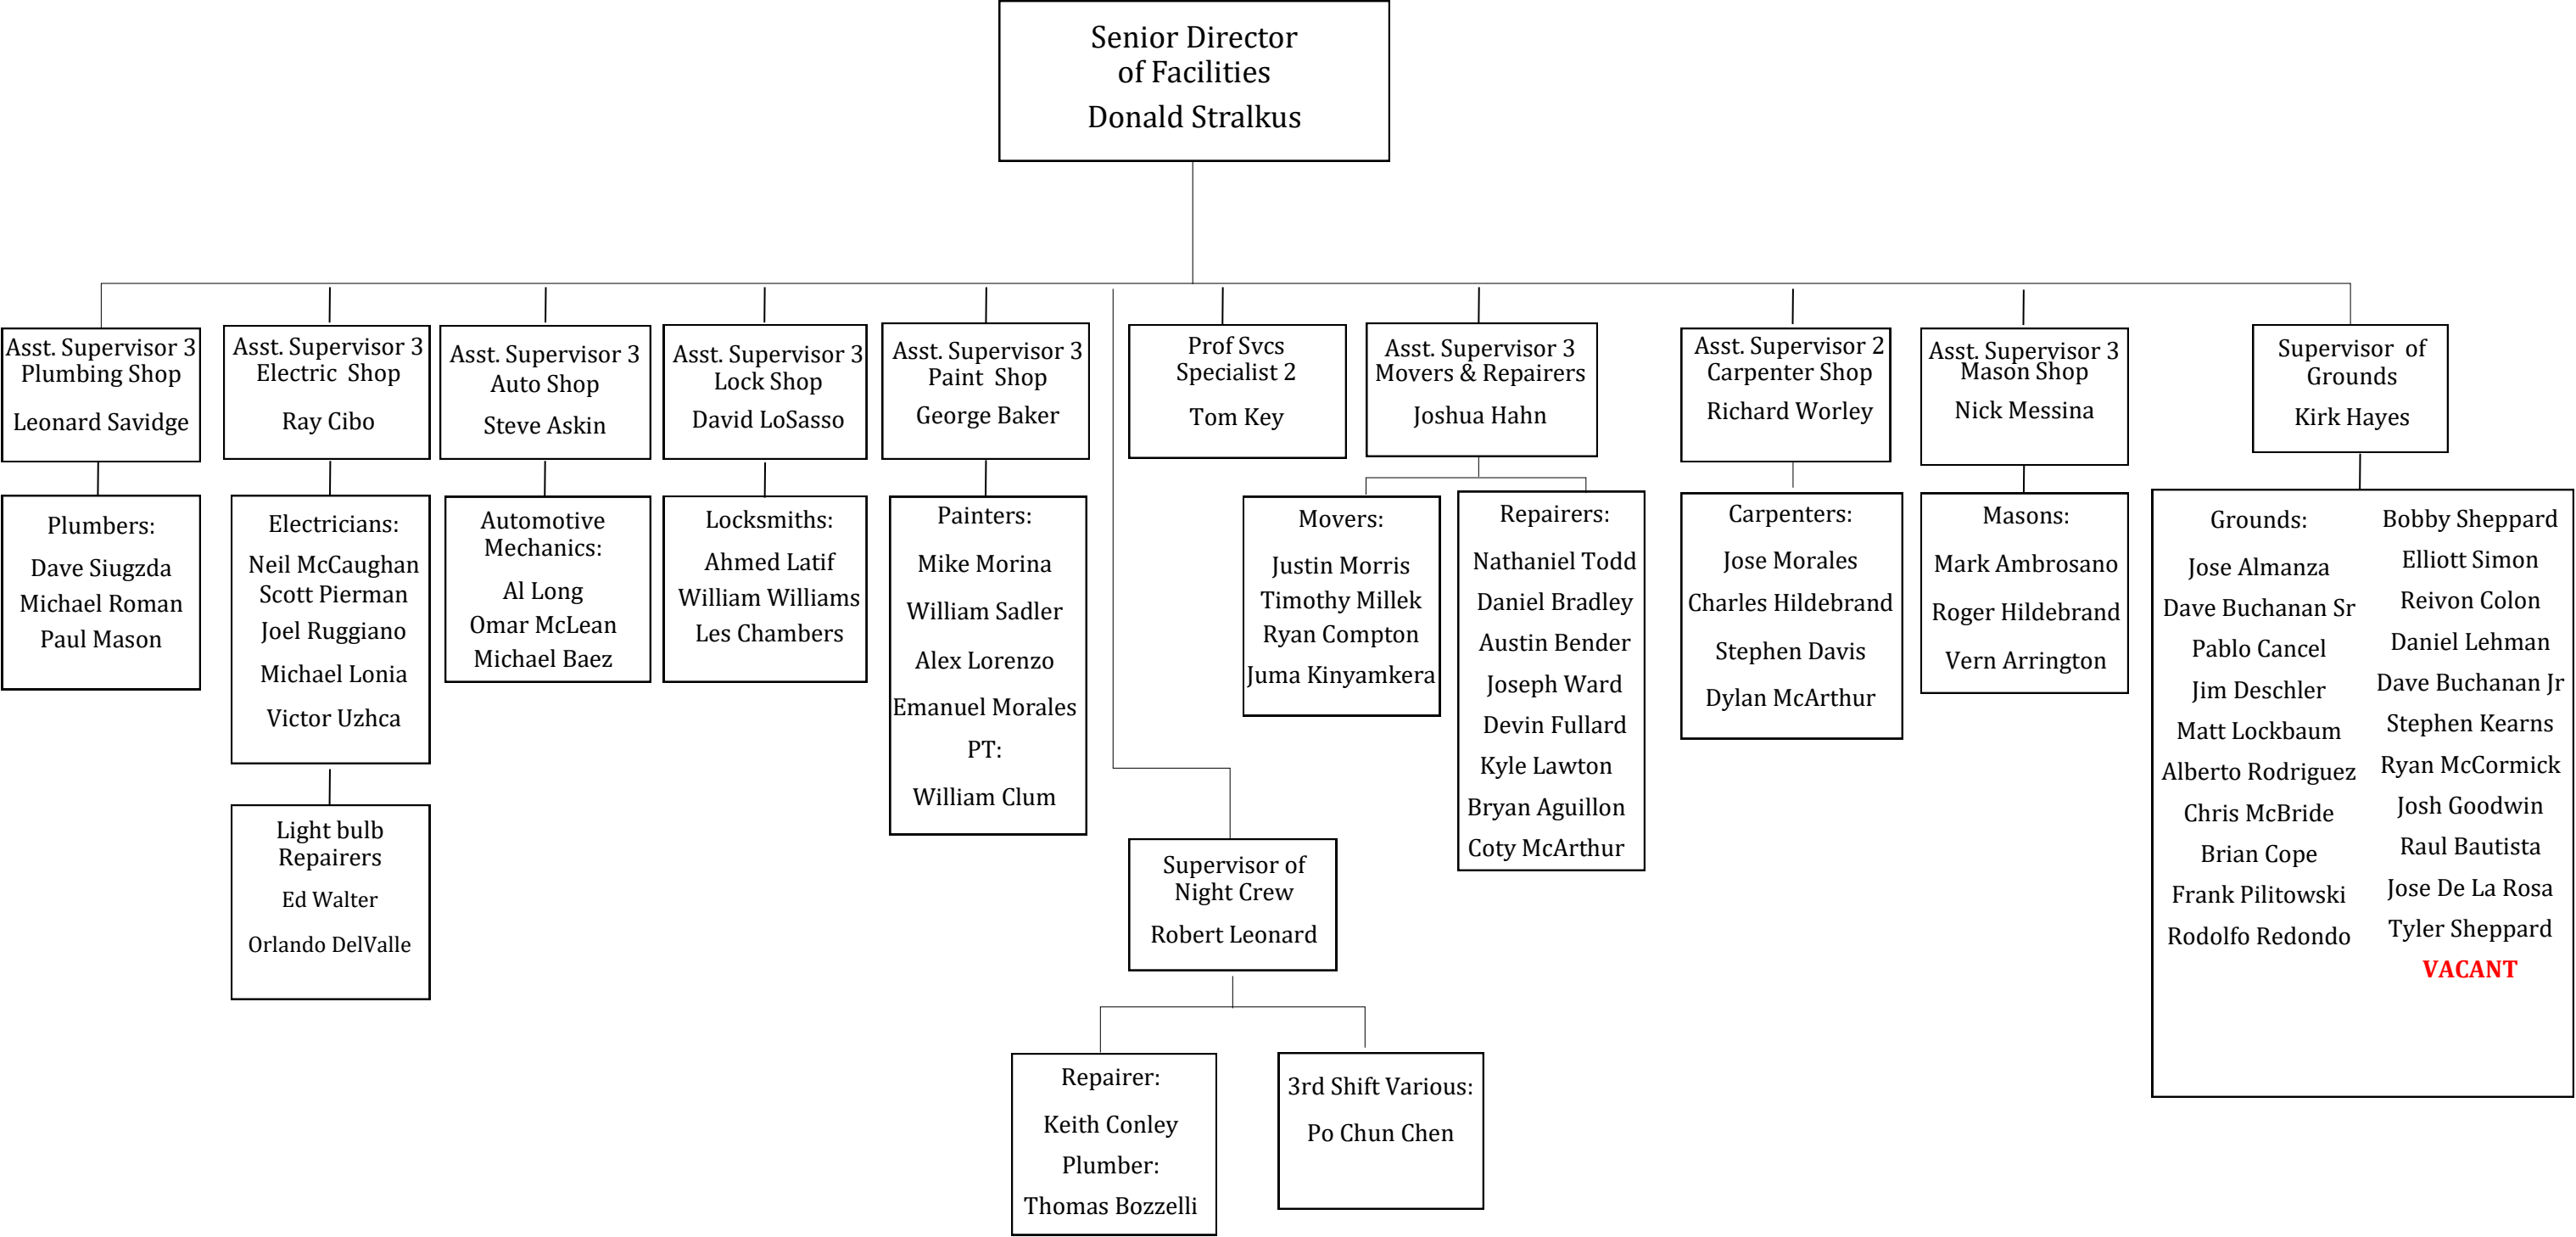 Senior Director
of Facilities
Donald Stralkus
Asst. Supervisor 3
Plumbing Shop
Leonard Savidge
Asst. Supervisor 3
Electric Shop
Ray Cibo
Asst. Supervisor 3
Auto Shop
Steve Askin
Asst. Supervisor 3
Lock Shop
David LoSasso
Asst. Supervisor 3
Paint Shop
George Baker
Prof Svcs
Specialist 2
Tom Key
Asst. Supervisor 3
Movers & Repairers
Joshua Hahn
Asst. Supervisor 2
Carpenter Shop
Richard Worley
Asst. Supervisor 3
Mason Shop
Nick Messina
Supervisor of
Grounds
Kirk Hayes
Plumbers:
Dave Siugzda
Michael Roman
Paul Mason
Electricians:
Neil McCaughan
Scott Pierman
Joel Ruggiano
Michael Lonia
Victor Uzhca
Light bulb
Repairers
Ed Walter
Orlando DelValle
Automotive
Mechanics:
Al Long
Omar McLean
Michael Baez
Locksmiths:
Ahmed Latif
William Williams
Les Chambers
Painters:
Mike Morina
William Sadler
Alex Lorenzo
Emanuel Morales
PT:
William Clum
Supervisor of
Night Crew
Robert Leonard
Repairer:
Keith Conley
Plumber:
Thomas Bozzelli
3rd Shift Various:
Po Chun Chen
Movers:
Justin Morris
Timothy Millek
Ryan Compton
Juma Kinyamkera
Repairers:
Nathaniel Todd
Daniel Bradley
Austin Bender
Joseph Ward
Devin Fullard
Kyle Lawton
Bryan Aguillon
Coty McArthur
Carpenters:
Jose Morales
Charles Hildebrand
Stephen Davis
Dylan McArthur
Masons:
Mark Ambrosano
Roger Hildebrand
Vern Arrington
Grounds:
Jose Almanza
Dave Buchanan Sr
Pablo Cancel
Jim Deschler
Matt Lockbaum
Alberto Rodriguez
Chris McBride
Brian Cope
Frank Pilitowski
Rodolfo Redondo
Bobby Sheppard
Elliott Simon
Reivon Colon
Daniel Lehman
Dave Buchanan Jr
Stephen Kearns
Ryan McCormick
Josh Goodwin
Raul Bautista
Jose De La Rosa
Tyler Sheppard
VACANT